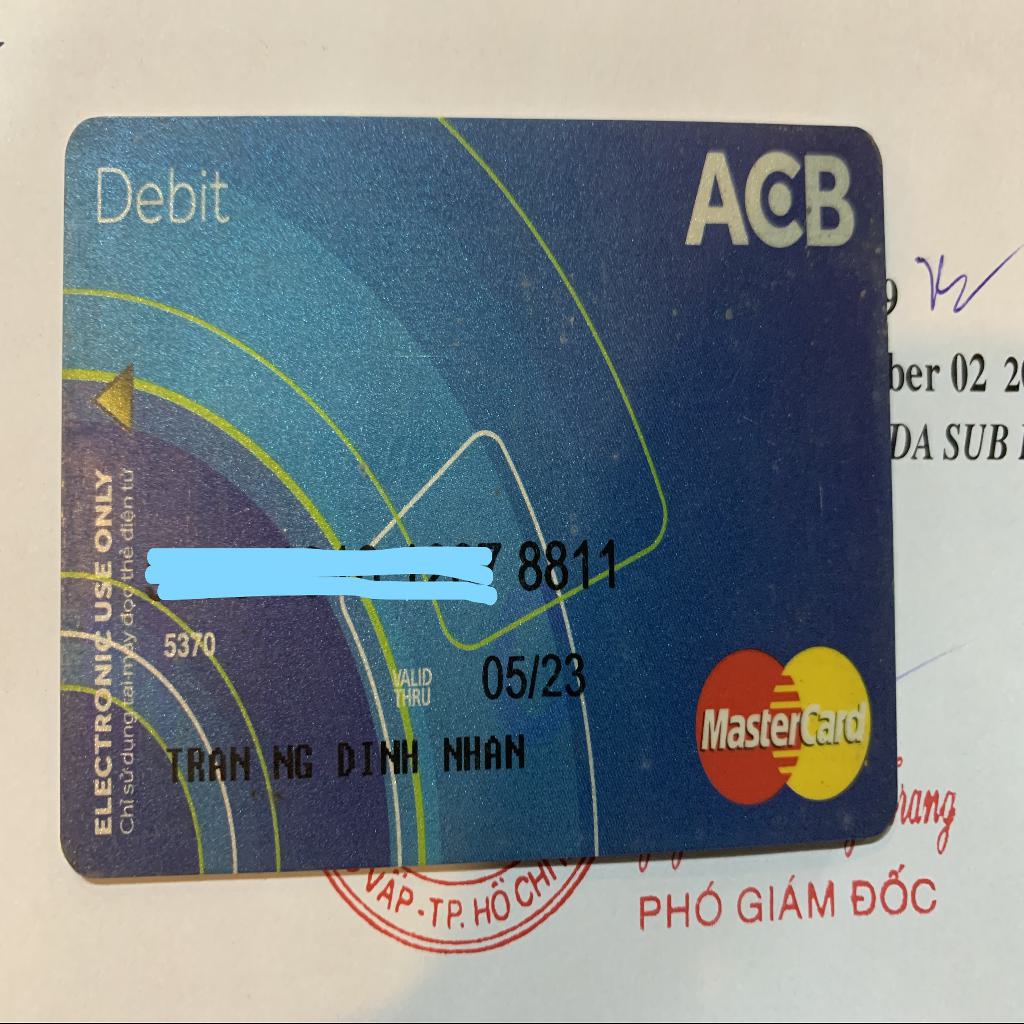 Debit
ACB
ELECTRONIC USE ONLY
Chỉ sử dụng tại máy đọc thẻ điện tử
8811
5370
VALID
THRU
05/23
TRAN NG DINH NHAN
MasterCard
9
ber 02 20
DA SUB
rang
VẤP - TP. HỒ CHÍ
PHÓ GIÁM ĐỐC